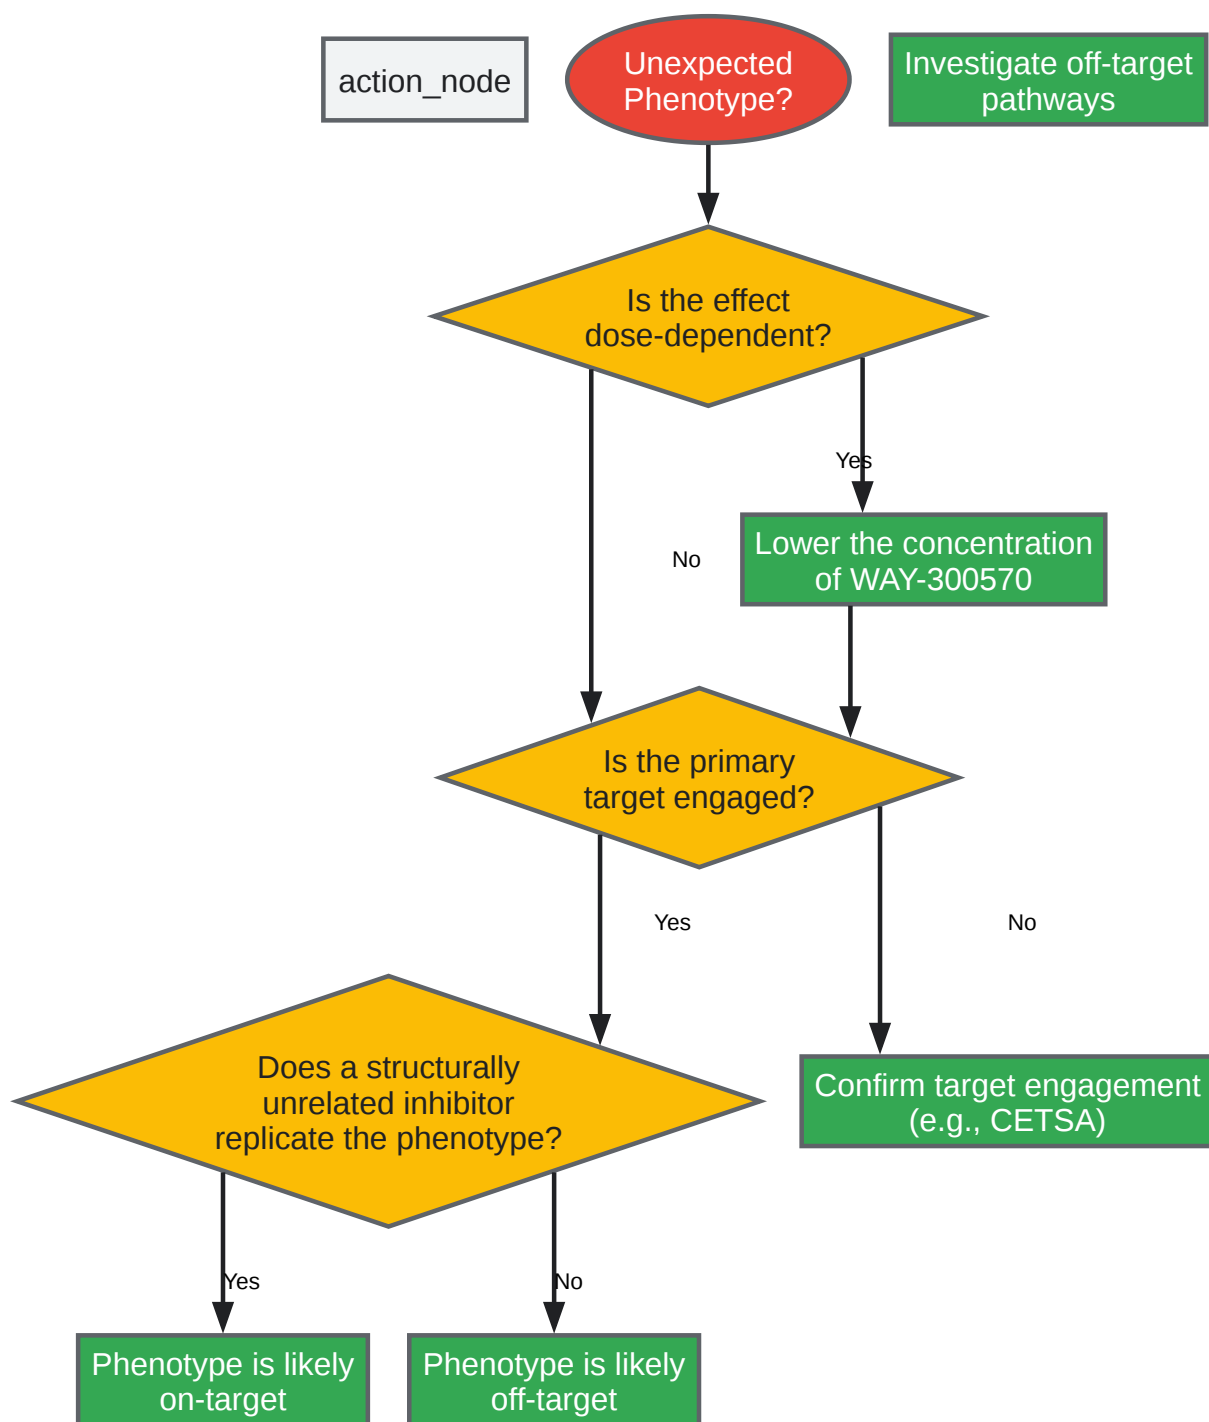 action_node
Unexpected
Phenotype?
Investigate off-target
pathways
Is the effect
dose-dependent?
Yes
No
Lower the concentration
of WAY-300570
Is the primary
target engaged?
Yes
No
Does a structurally
unrelated inhibitor
replicate the phenotype?
Confirm target engagement
(e.g., CETSA)
Yes
No
Phenotype is likely
on-target
Phenotype is likely
off-target